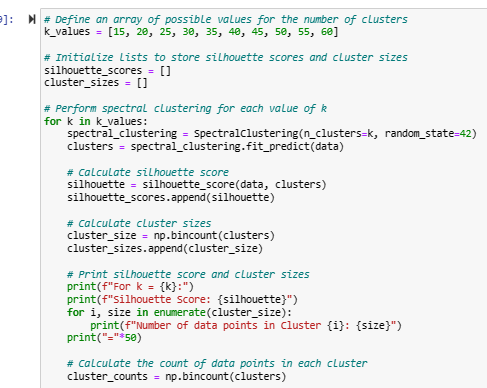 ]:
# Define an array of possible values for the number of clusters
k_values = [15, 20, 25, 30, 35, 40, 45, 50, 55, 60]
# Initialize lists to store silhouette scores and cluster sizes
silhouette_scores = []
cluster_sizes = []
# Perform spectral clustering for each value of k
for k in k_values:
    spectral_clustering = SpectralClustering(n_clusters=k, random_state=42)
    clusters = spectral_clustering.fit_predict(data)
    # Calculate silhouette score
    silhouette = silhouette_score(data, clusters)
    silhouette_scores.append(silhouette)
    # Calculate cluster sizes
    cluster_size = np.bincount(clusters)
    cluster_sizes.append(cluster_size)
    # Print silhouette score and cluster sizes
    print(f"For k = {k}:")
    print(f"Silhouette Score: {silhouette}")
    for i, size in enumerate(cluster_size):
        print(f"Number of data points in Cluster {i}: {size}")
    print("="*50)
    # Calculate the count of data points in each cluster
    cluster_counts = np.bincount(clusters)